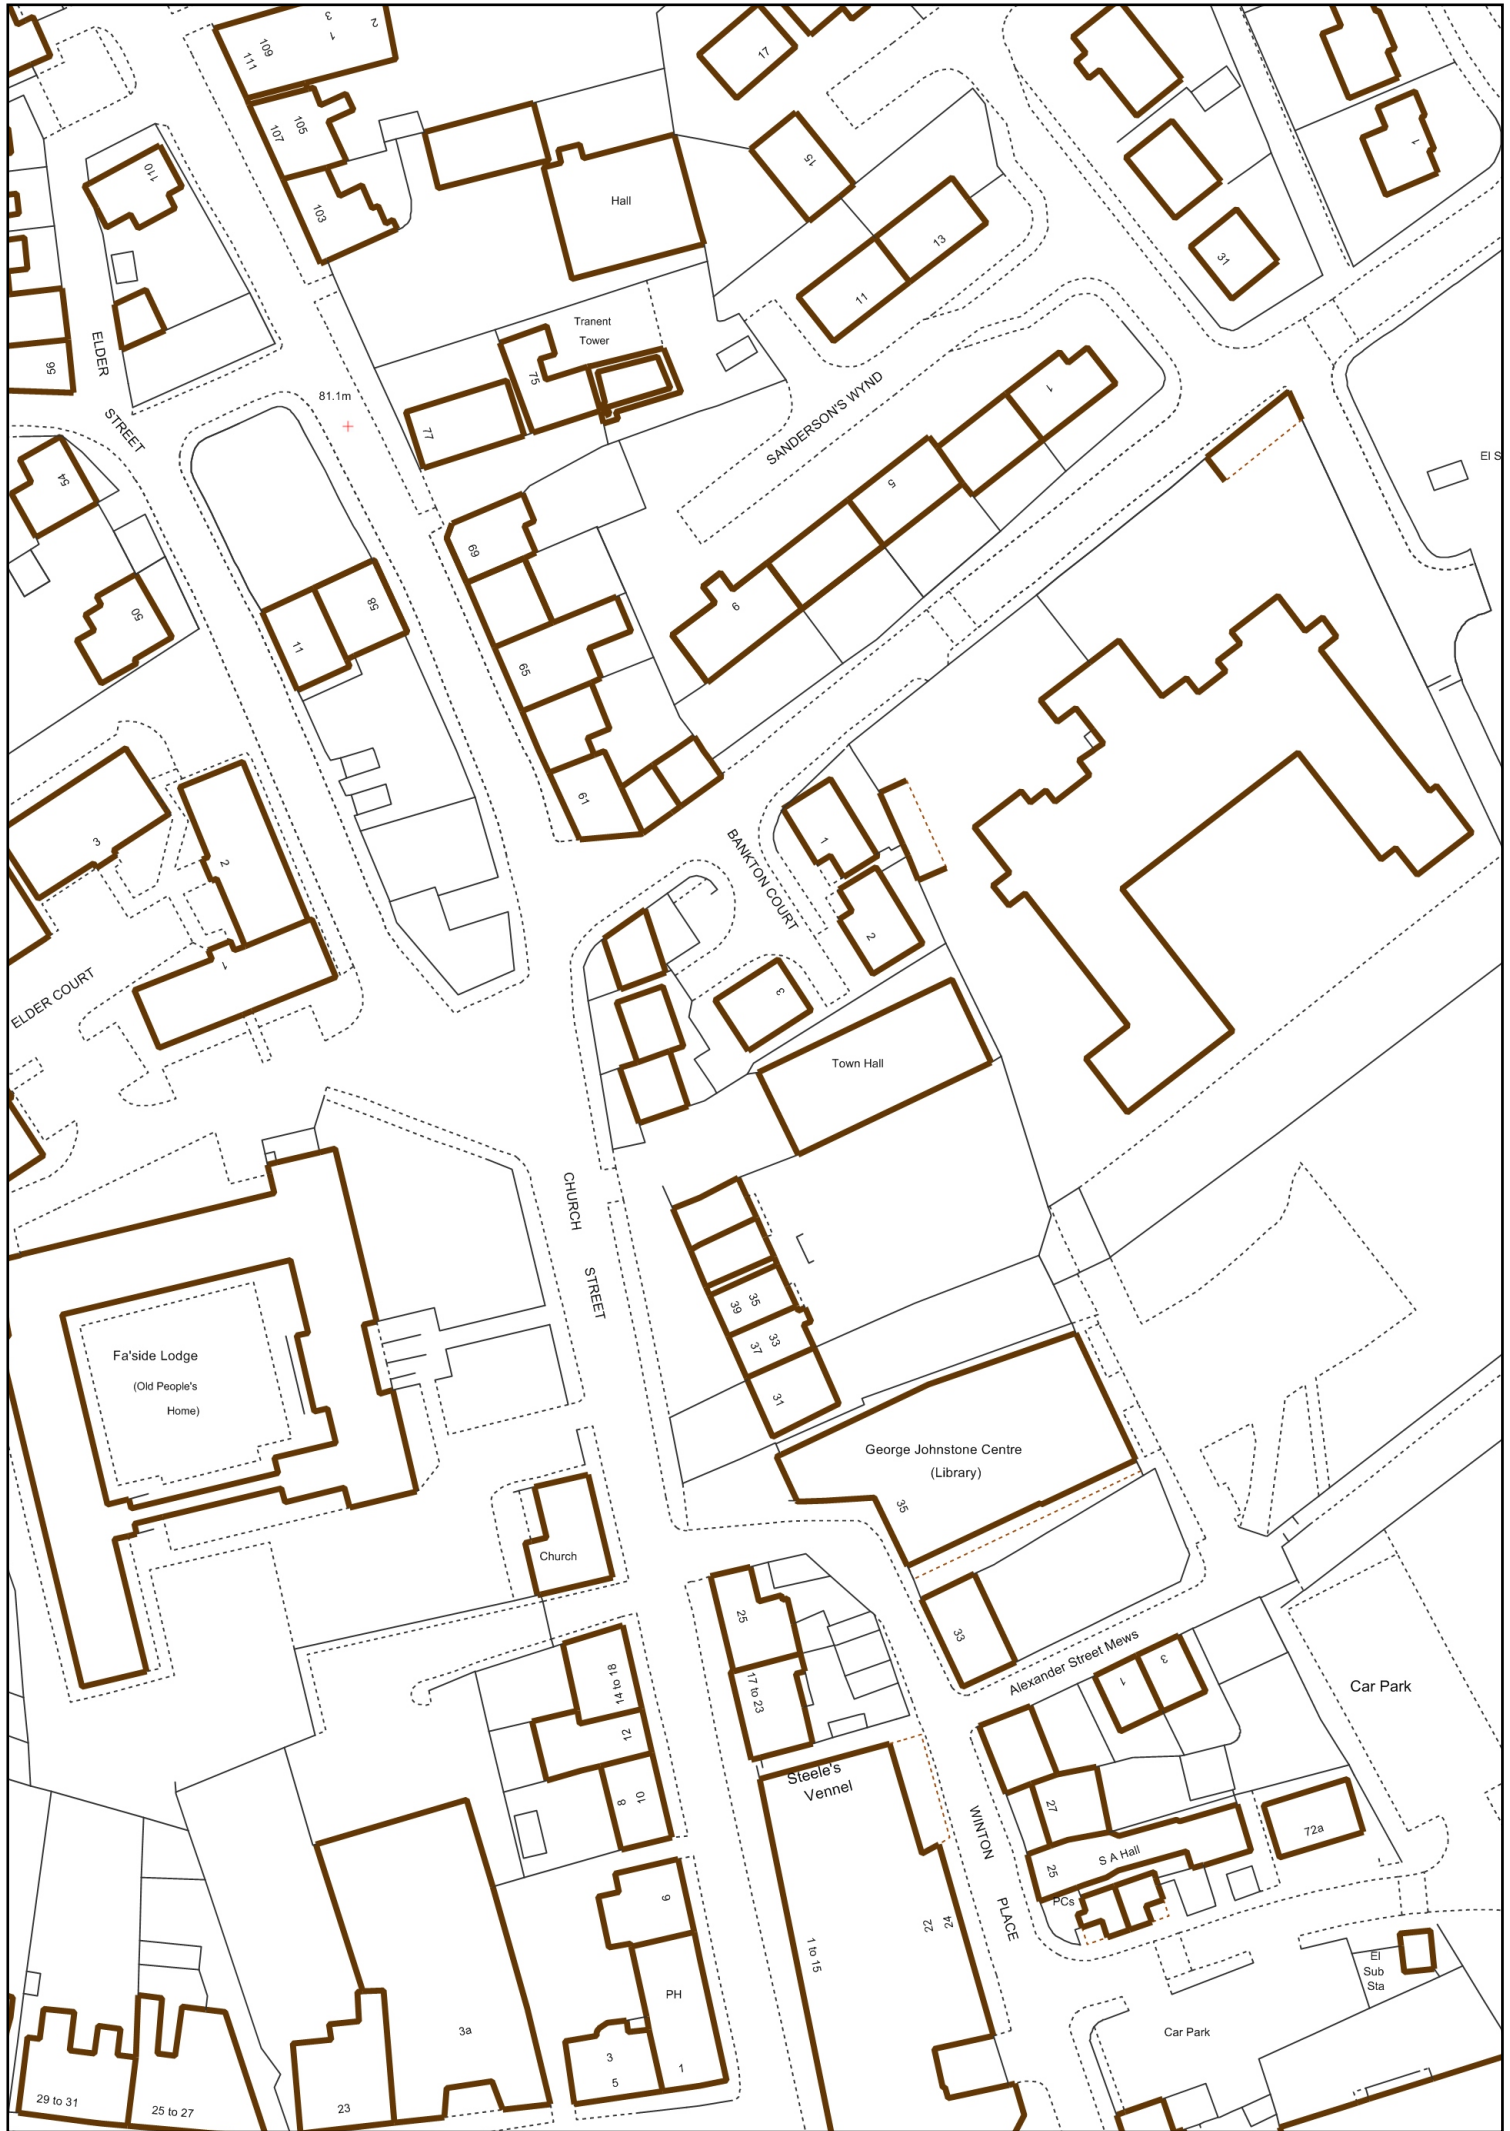 109
111
3
1
2
17
107
105
110
103
Hall
15
13
11
31
1
ELDER
STREET
56
81.1m
Tranent
Tower
75
77
SANDERSON'S WYND
1
5
9
El S
54
50
69
11
58
65
61
3
2
1
ELDER COURT
BANKTON COURT
1
2
3
Town Hall
CHURCH
STREET
39
35
37
33
31
Fa'side Lodge
(Old People's
Home)
George Johnstone Centre
(Library)
35
Church
25
33
Alexander Street Mews
1
3
Car Park
14 to 18
12
17 to 23
10
8
Steele's
Vennel
WINTON
PLACE
27
25
S A Hall
72a
PCs
22
24
1 to 15
El
Sub
Sta
PH
3a
3
5
1
Car Park
29 to 31
25 to 27
23